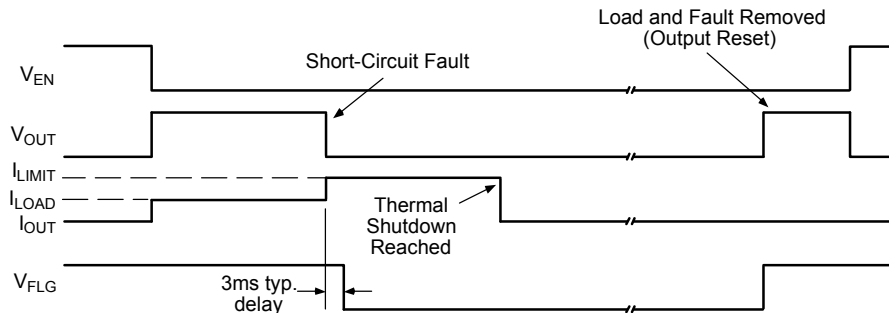 Load and Fault Removed
(Output Reset)
VEN
Short-Circuit Fault
VOUT
ILIMIT
ILOAD
IOUT
Thermal
Shutdown
Reached
VFLG
3ms typ.
delay